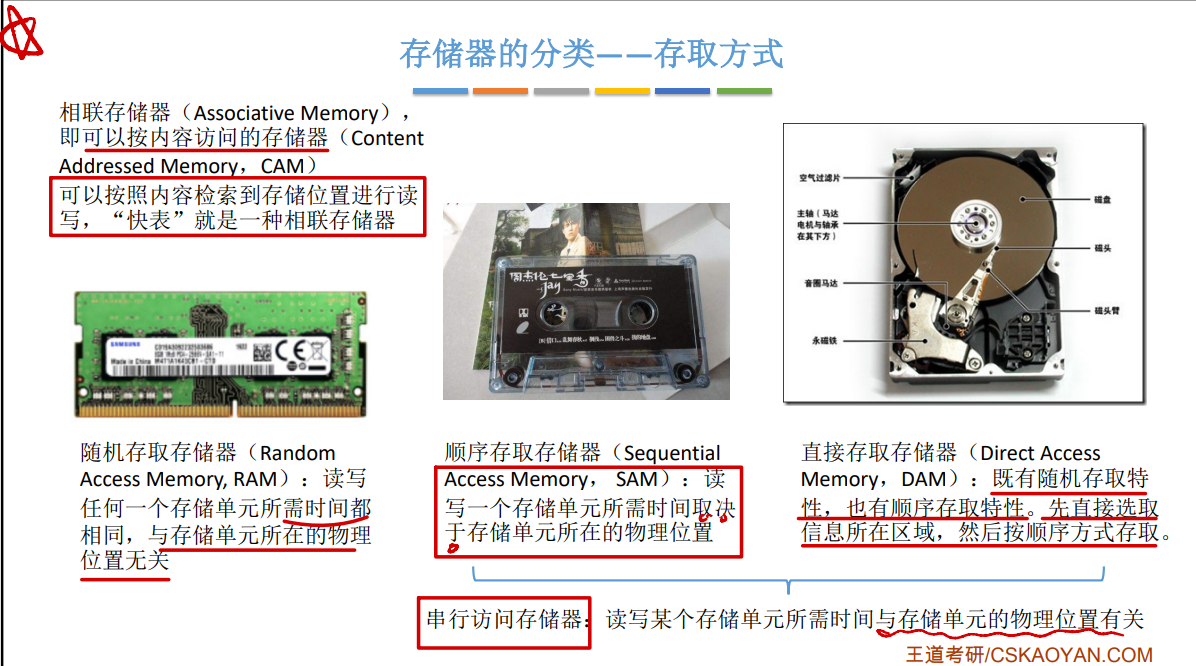 存储器的分类——存取方式
相联存储器（Associative Memory），
即可以按内容访问的存储器（Content
Addressed Memory，CAM）
可以按照内容检索到存储位置进行读
写，“快表”就是一种相联存储器
SAMSUNG
Made in China
周杰伦 七里香
Jay
空气过滤片
主轴（马达
电机与轴承
在其下方）
音圈马达
永磁铁
磁盘
磁头
磁头臂
随机存取存储器（Random
Access Memory, RAM）：读写
任何一个存储单元所需时间都
相同，与存储单元所在的物理
位置无关
顺序存取存储器（Sequential
Access Memory， SAM）：读
写一个存储单元所需时间取决
于存储单元所在的物理位置
直接存取存储器（Direct Access
Memory，DAM）：既有随机存取特
性，也有顺序存取特性。先直接选取
信息所在区域，然后按顺序方式存取。
串行访问存储器：读写某个存储单元所需时间与存储单元的物理位置有关
王道考研/CSKAOYAN.COM